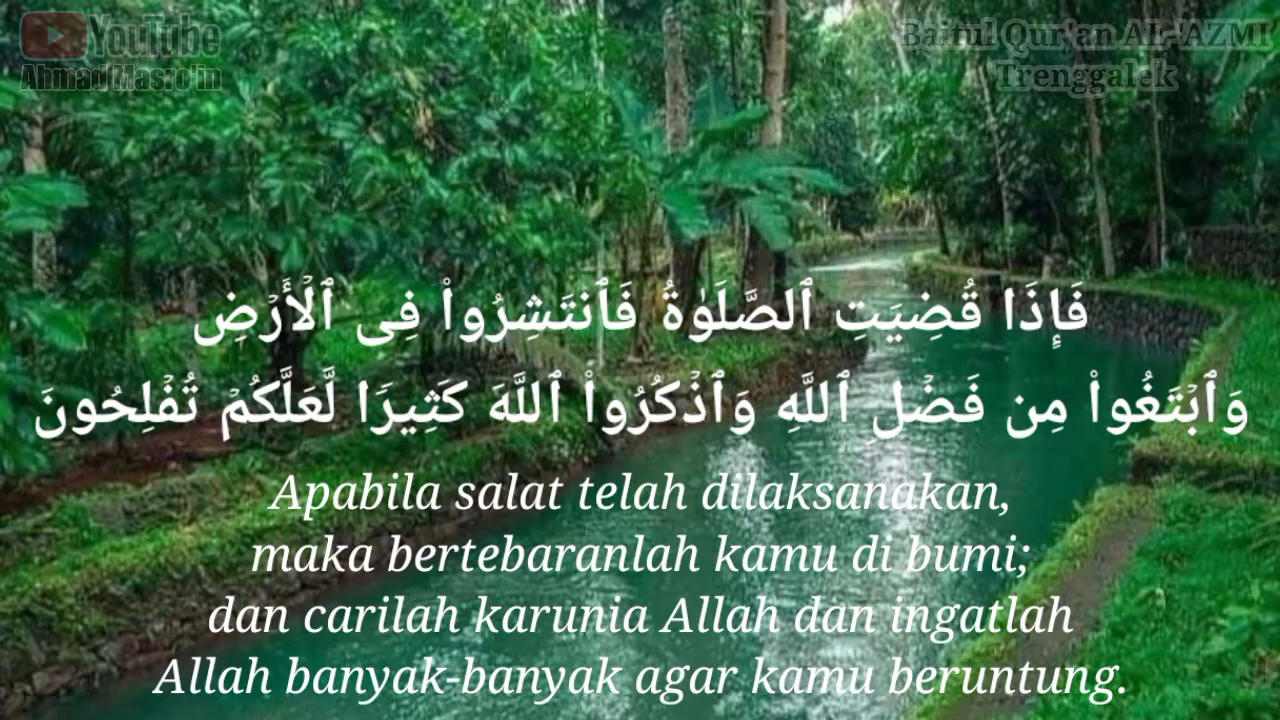 YouTube
Ahmad Masro'in
Baitul Qur'an AL-'AZMI
Trenggalek
فَإِذَا قُضِيَتِ ٱلصَّلَوٰةُ فَٱنتَشِرُوا۟ فِى ٱلْأَرْضِ
وَٱبْتَغُوا۟ مِن فَضْلِ ٱللَّهِ وَٱذْكُرُوا۟ ٱللَّهَ كَثِيرًا لَّعَلَّكُمْ تُفْلِحُونَ
Apabila salat telah dilaksanakan,
maka bertebaranlah kamu di bumi;
dan carilah karunia Allah dan ingatlah
Allah banyak-banyak agar kamu beruntung.